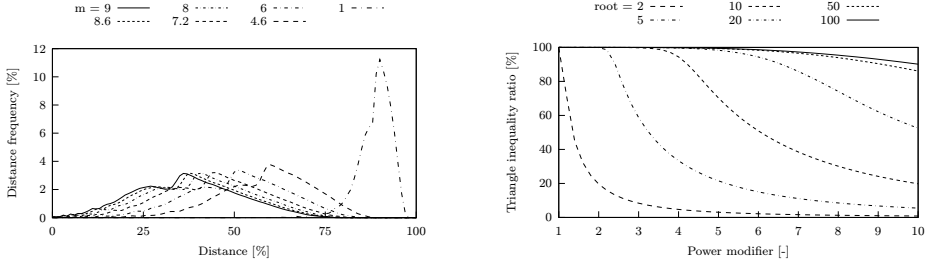 m = 9 8 6 1
8.6 7.2 4.6
Distance frequency [%]
12
10
8
6
4
2
0
0 25 50 75 100
Distance [%]
root = 2 10 50
5 20 100
Triangle inequality ratio [%]
100
80
60
40
20
0
1 2 3 4 5 6 7 8 9 10
Power modifier [-]